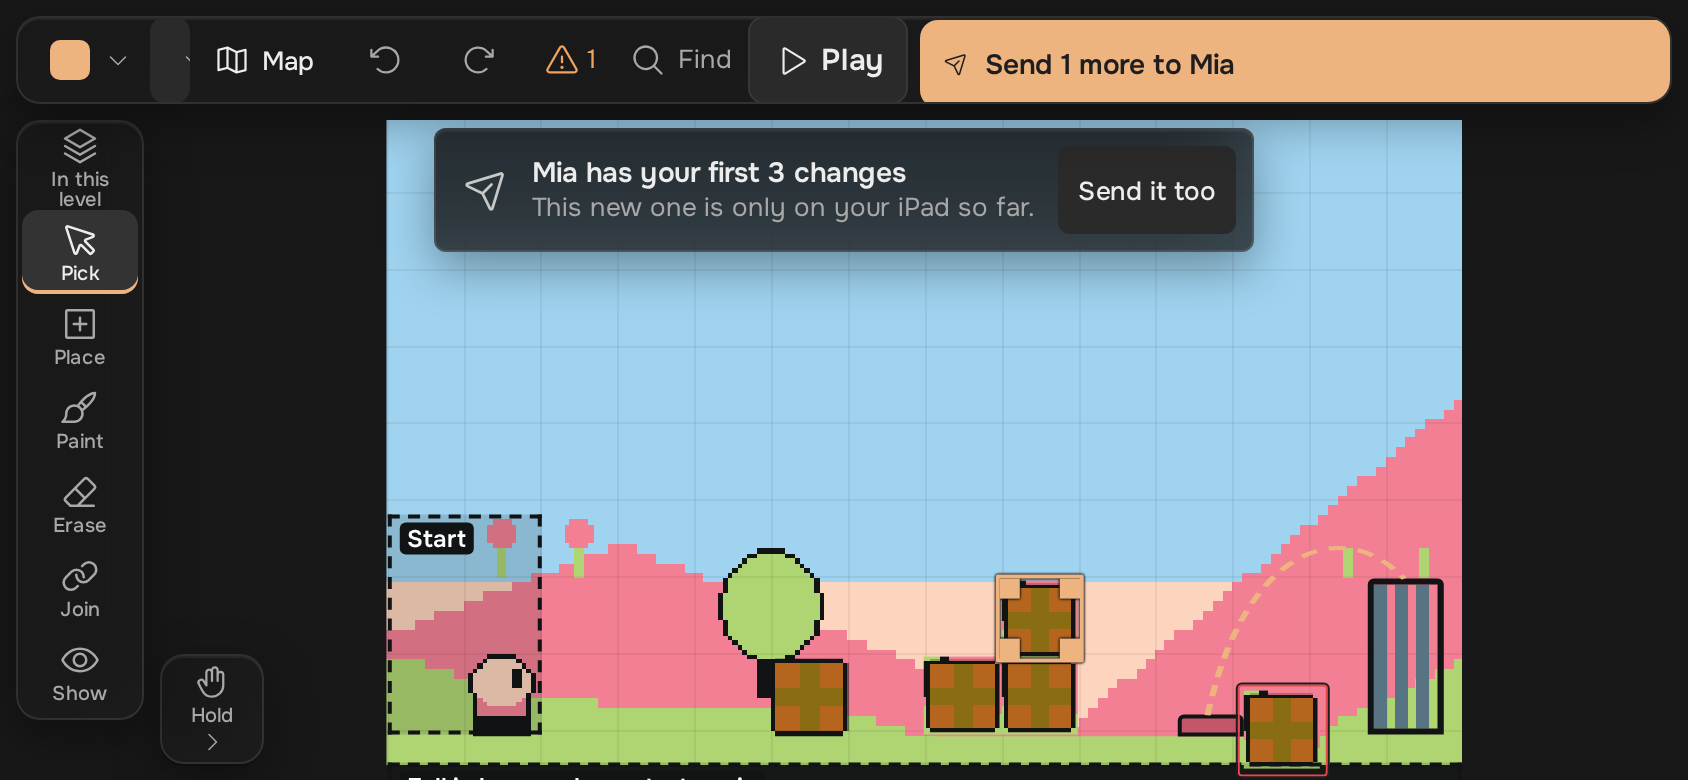 Map
1
Find
Play
Send 1 more to Mia
In this
level
Pick
Place
Paint
Erase
Join
Show
Hold
Mia has your first 3 changes
This new one is only on your iPad so far.
Send it too
Start